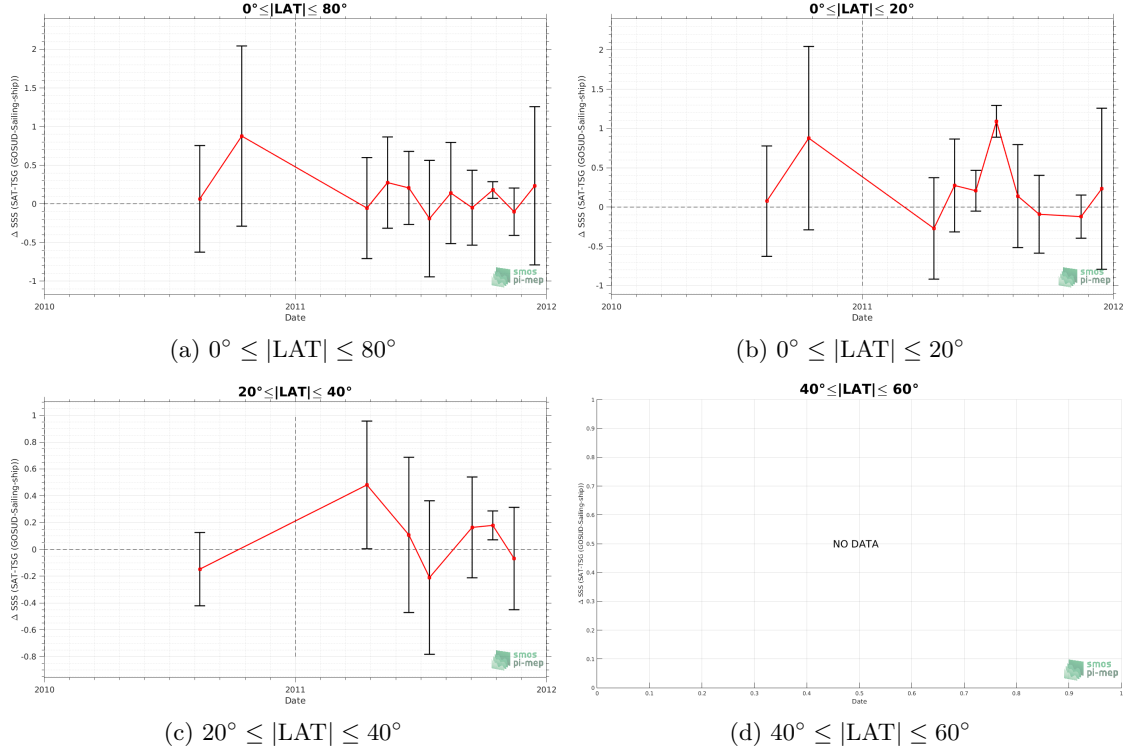 0°≤|LAT|≤ 80°
Δ SSS (SAT-TSG (GOSUD-Sailing-ship))
2
1.5
1
0.5
0
-0.5
-1
2010
2011
2012
Date
smos
pi-mep
(a) 0° ≤ |LAT| ≤ 80°
0°≤|LAT|≤ 20°
Δ SSS (SAT-TSG (GOSUD-Sailing-ship))
2
1.5
1
0.5
0
-0.5
-1
2010
2011
2012
Date
smos
pi-mep
(b) 0° ≤ |LAT| ≤ 20°
20°≤|LAT|≤ 40°
Δ SSS (SAT-TSG (GOSUD-Sailing-ship))
1
0.8
0.6
0.4
0.2
0
-0.2
-0.4
-0.6
-0.8
2010
2011
2012
Date
smos
pi-mep
(c) 20° ≤ |LAT| ≤ 40°
40°≤|LAT|≤ 60°
Δ SSS (SAT-TSG (GOSUD-Sailing-ship))
1
0.9
0.8
0.7
0.6
0.5
0.4
0.3
0.2
0.1
0
NO DATA
0
0.1
0.2
0.3
0.4
0.5
0.6
0.7
0.8
0.9
1
Date
smos
pi-mep
(d) 40° ≤ |LAT| ≤ 60°